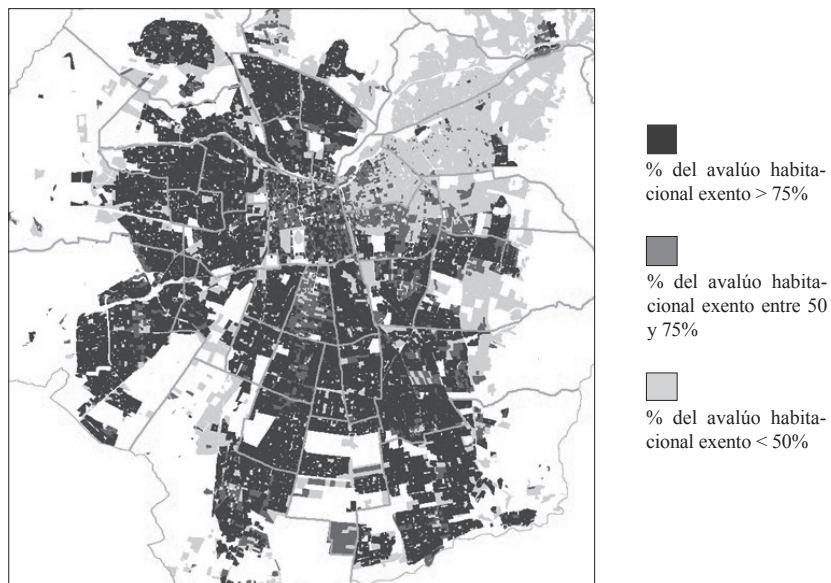 % del avalúo habita-
cional exento > 75%
% del avalúo habita-
cional exento entre 50
y 75%
% del avalúo habita-
cional exento < 50%